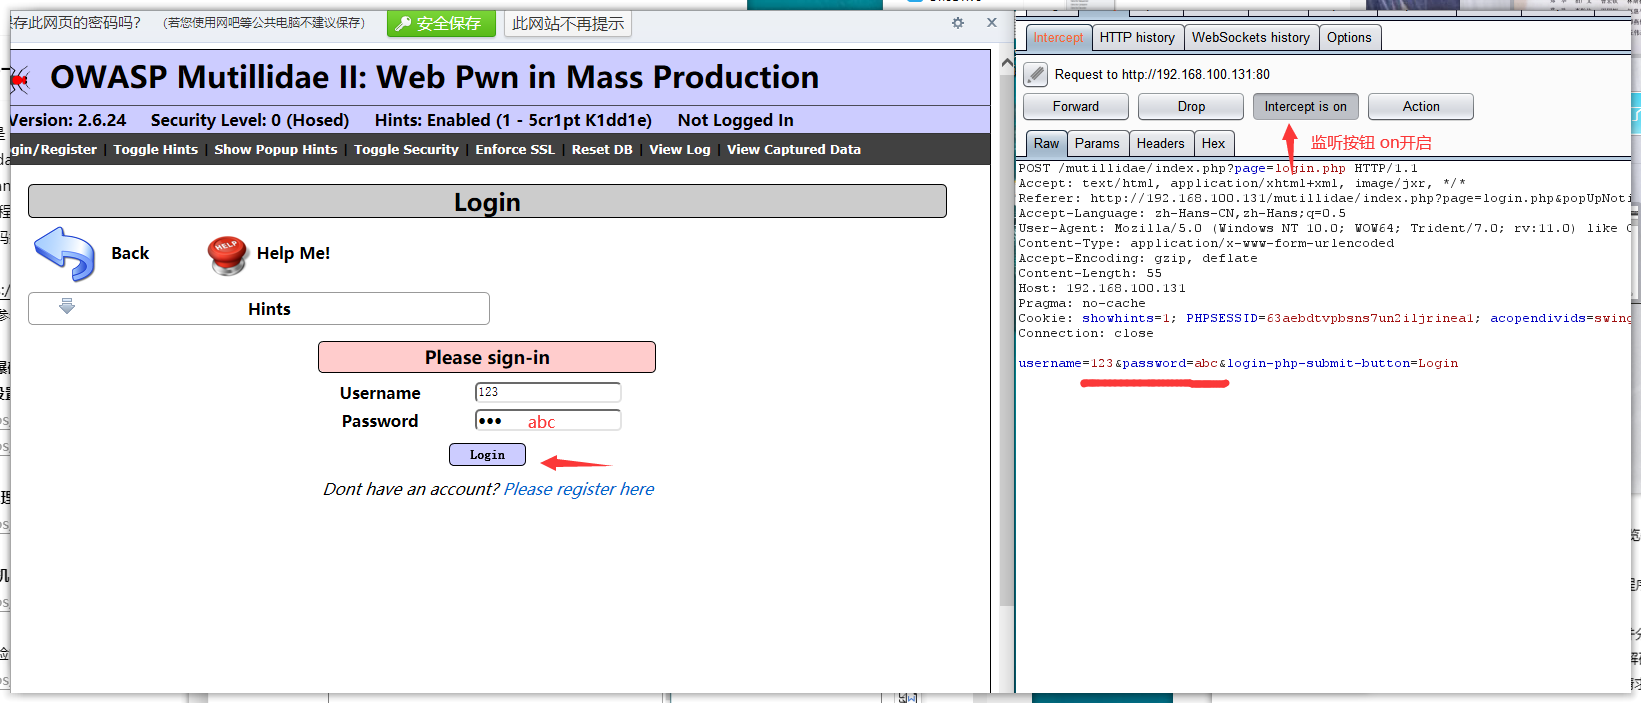 存此网页的密码吗? (若您使用网吧等公共电脑不建议保存) 安全保存 此网站不再提示
OWASP Mutillidae II: Web Pwn in Mass Production
Version: 2.6.24 Security Level: 0 (Hosed) Hints: Enabled (1 - 5cr1pt K1dd1e) Not Logged In
gin/Register | Toggle Hints | Show Popup Hints | Toggle Security | Enforce SSL | Reset DB | View Log | View Captured Data
Login
Back Help Me!
Hints
Please sign-in
Username 123
Password ••• abc
Login
Dont have an account? Please register here
Intercept HTTP history WebSockets history Options
Request to http://192.168.100.131:80
Forward Drop Intercept is on Action
监听按钮 on开启
Raw Params Headers Hex
POST /mutillidae/index.php?page=login.php HTTP/1.1
Accept: text/html, application/xhtml+xml, image/jxr, */*
Referer: http://192.168.100.131/mutillidae/index.php?page=login.php&popUpNoti
Accept-Language: zh-Hans-CN,zh-Hans;q=0.5
User-Agent: Mozilla/5.0 (Windows NT 10.0; WOW64; Trident/7.0; rv:11.0) like G
Content-Type: application/x-www-form-urlencoded
Accept-Encoding: gzip, deflate
Content-Length: 55
Host: 192.168.100.131
Pragma: no-cache
Cookie: showhints=1; PHPSESSID=63aebdtvpbsns7un2iljrinea1; acopendivids=swing
Connection: close
username=123&password=abc&login-php-submit-button=Login